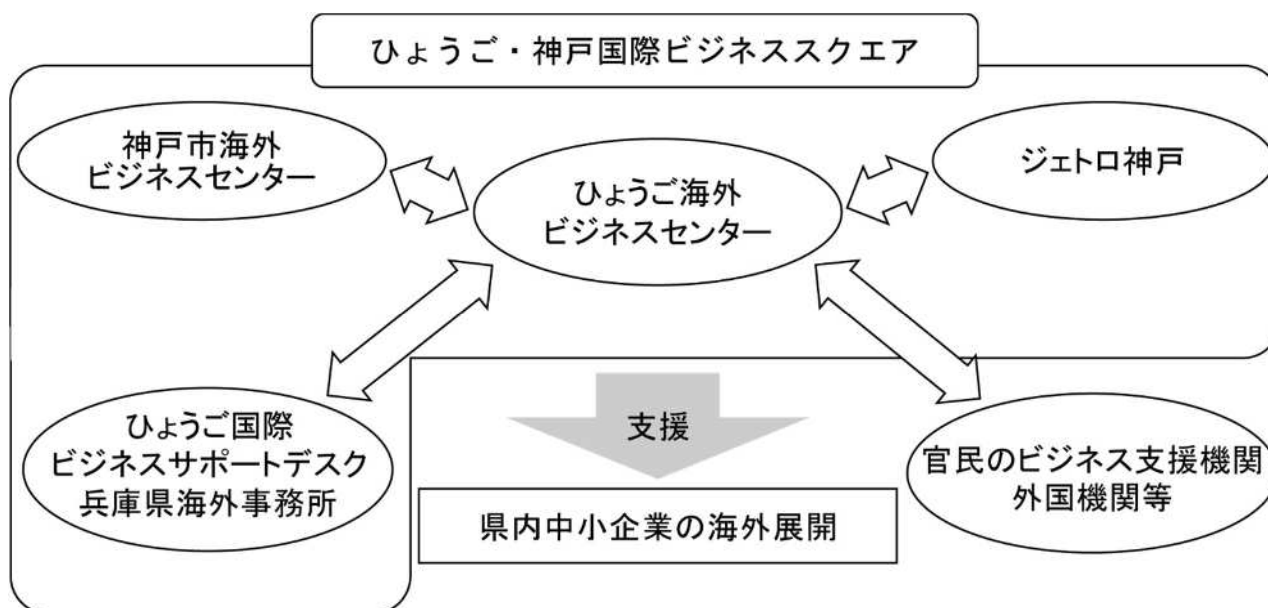 ひょうご・神戸国際ビジネススクエア
神戸市海外
ビジネスセンター
ひょうご海外
ビジネスセンター
ジェトロ神戸
ひょうご国際
ビジネスサポートデスク
兵庫県海外事務所
支援
官民のビジネス支援機関
外国機関等
県内中小企業の海外展開